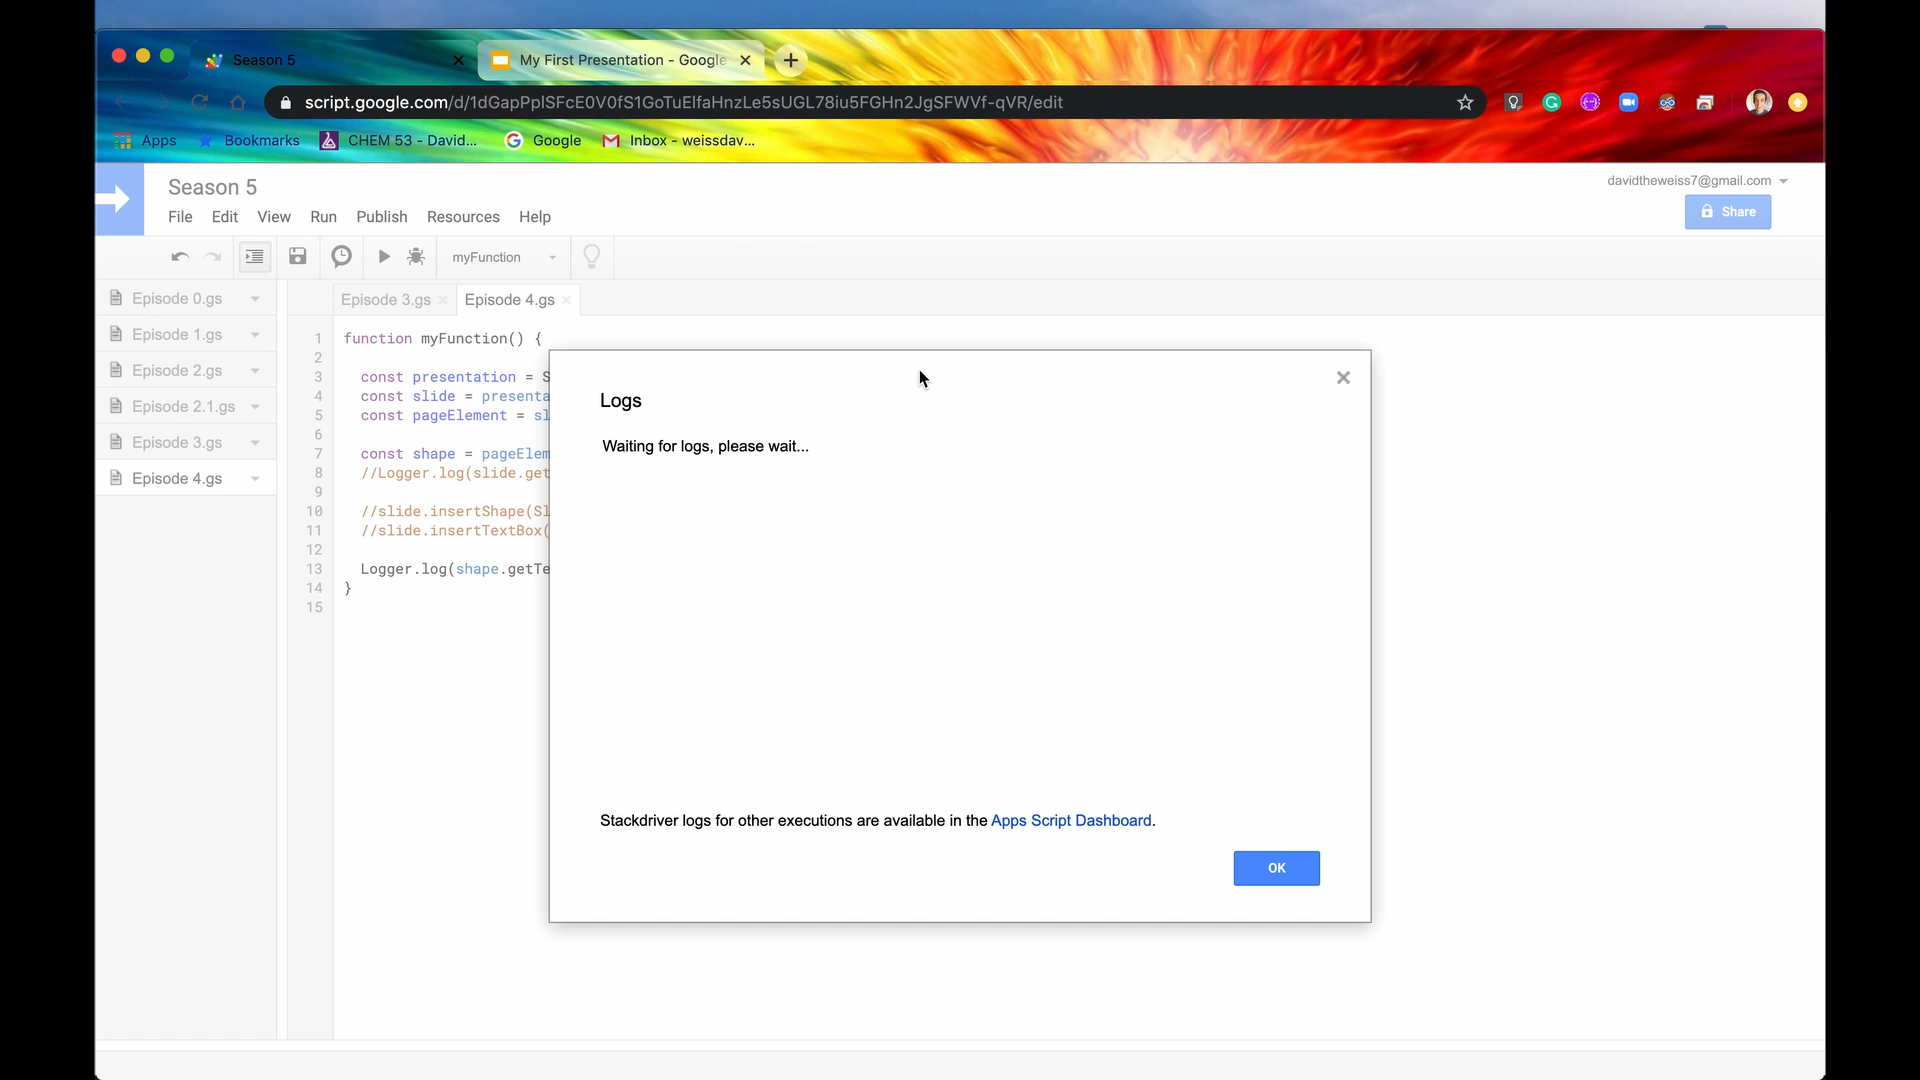 Season 5
My First Presentation - Google
script.google.com/d/1dGapPplSFcE0V0fS1GoTuElfaHnzLe5sUGL78iu5FGHn2JgSFWVf-qVR/edit
Apps
Bookmarks
CHEM 53 - David...
Google
Inbox - weissdav...
Season 5
davidtheweiss7@gmail.com
File Edit View Run Publish Resources Help
Share
myFunction
Episode 0.gs
Episode 1.gs
Episode 2.gs
Episode 2.1.gs
Episode 3.gs
Episode 4.gs
Episode 3.gs
Episode 4.gs
1 function myFunction() {
2
3 const presentation = S
4 const slide = presenta
5 const pageElement = sl
6
7 const shape = pageElem
8 //Logger.log(slide.get
9
10 //slide.insertShape(Sl
11 //slide.insertTextBox(
12
13 Logger.log(shape.getTe
14 }
15
Logs
Waiting for logs, please wait...
Stackdriver logs for other executions are available in the Apps Script Dashboard.
OK